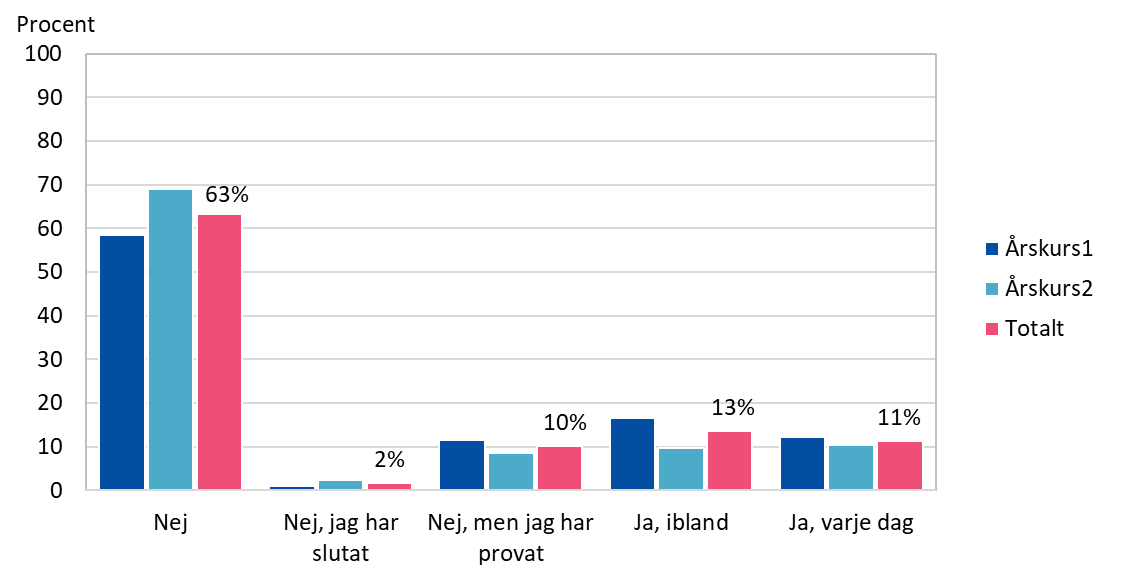 Procent
100
90
80
70
60
50
40
30
20
10
0
63%
2%
10%
13%
11%
Nej
Nej, jag har
slutat
Nej, men jag har
provat
Ja, ibland
Ja, varje dag
Årskurs1
Årskurs2
Totalt